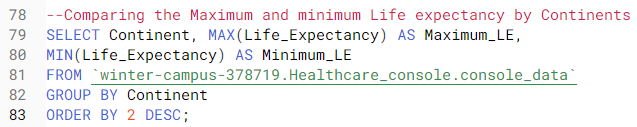 78 --Comparing the Maximum and minimum Life expectancy by Continents
79 SELECT Continent, MAX(Life_Expectancy) AS Maximum_LE,
80 MIN(Life_Expectancy) AS Minimum_LE
81 FROM `winter-campus-378719.Healthcare_console.console_data`
82 GROUP BY Continent
83 ORDER BY 2 DESC;